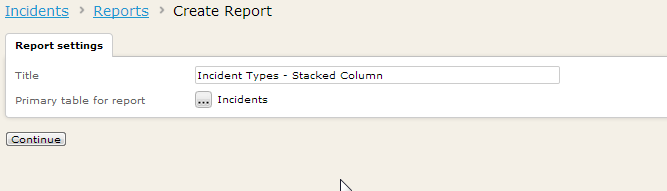 Incidents > Reports > Create Report
Report settings
Title Incident Types - Stacked Column
Primary table for report ... Incidents
Continue